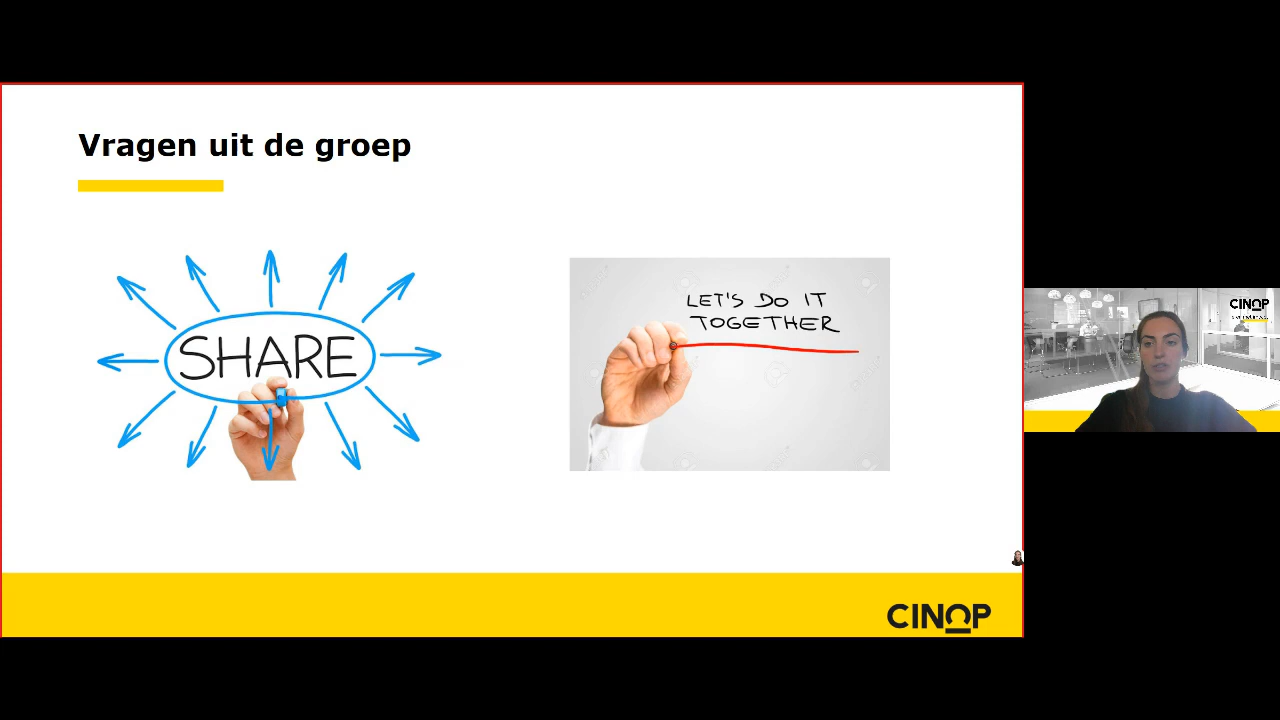 Vragen uit de groep
SHARE
LET'S DO IT
TOGETHER
CINOP
CINOP